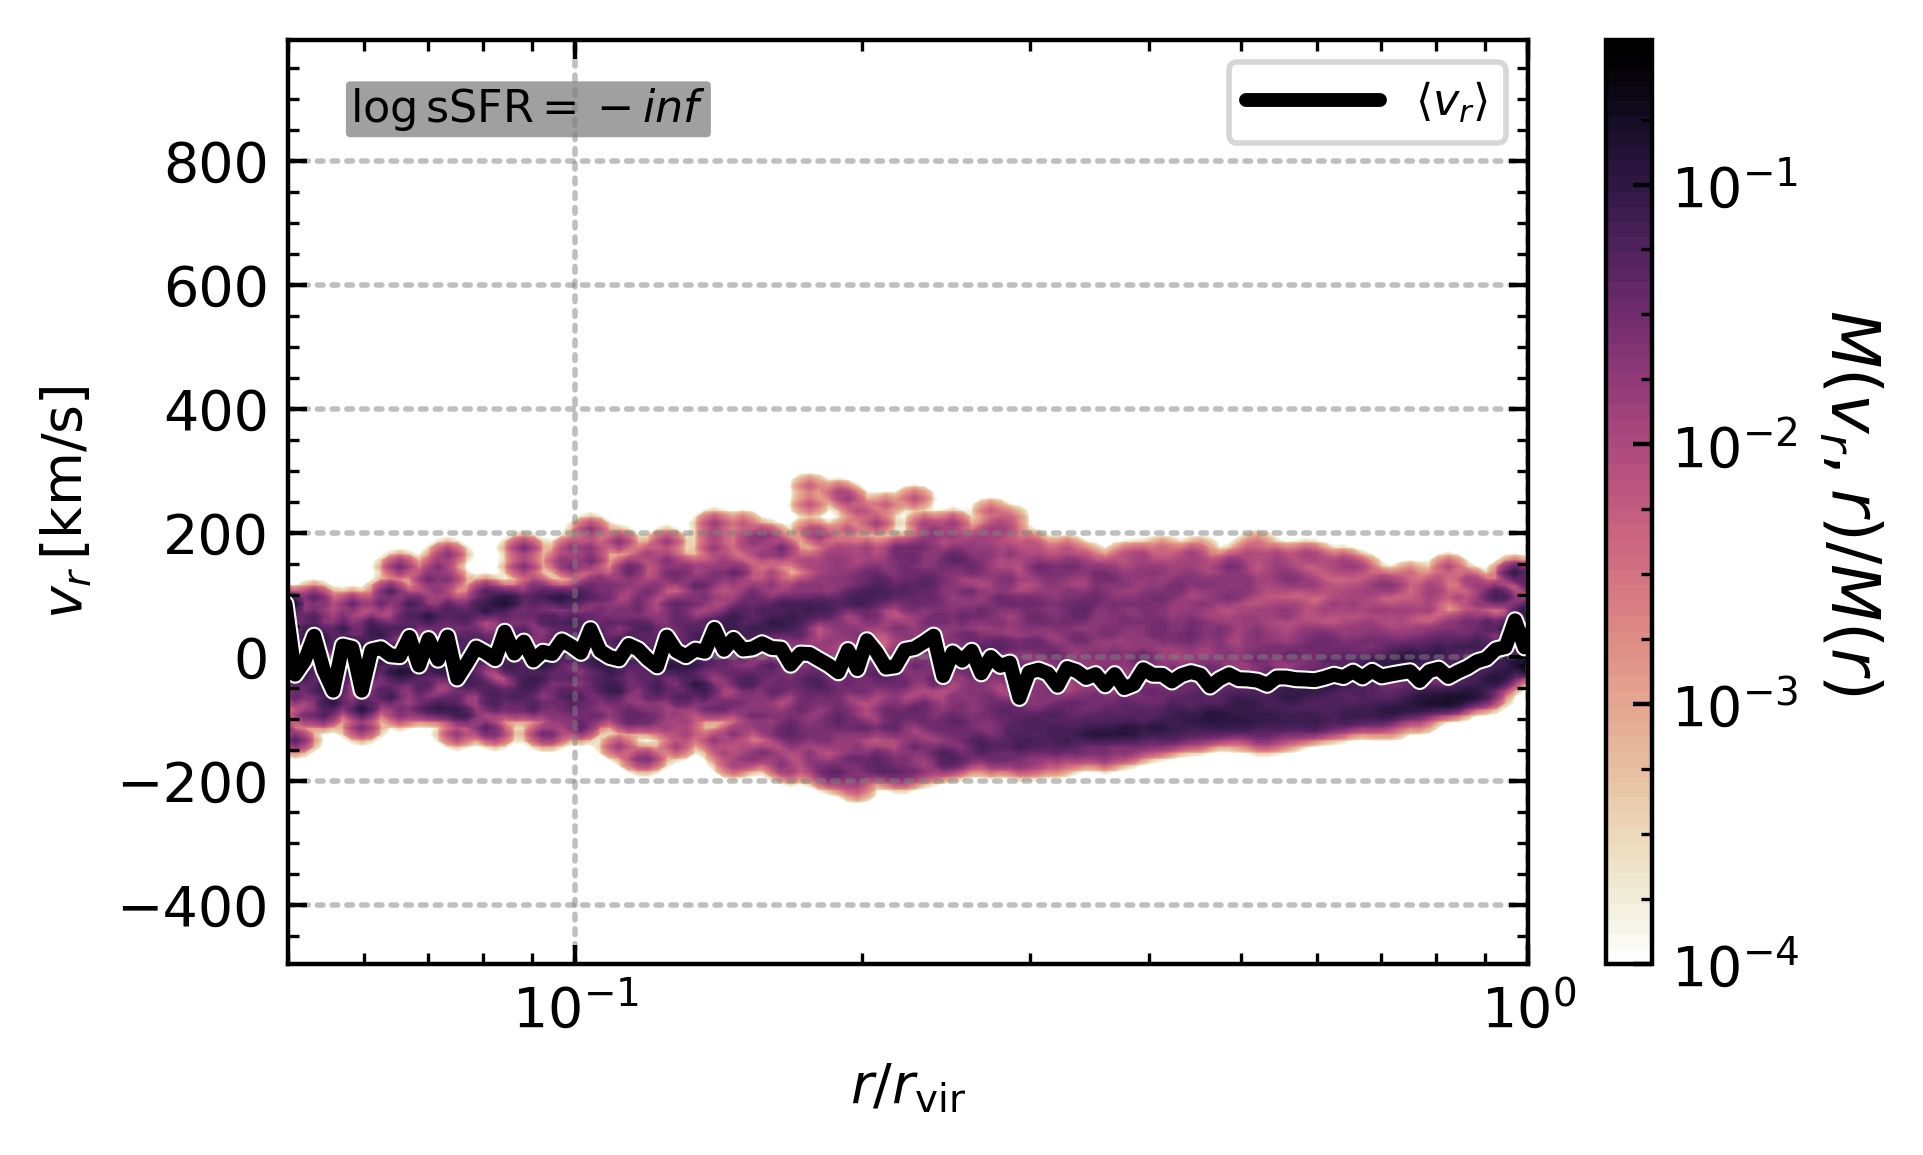 log sSFR = −inf
⟨v_r⟩
800
600
400
200
0
−200
−400
v_r [km/s]
10^−1
10^0
r/r_vir
10^−1
10^−2
10^−3
10^−4
M(v_r, r)/M(r)